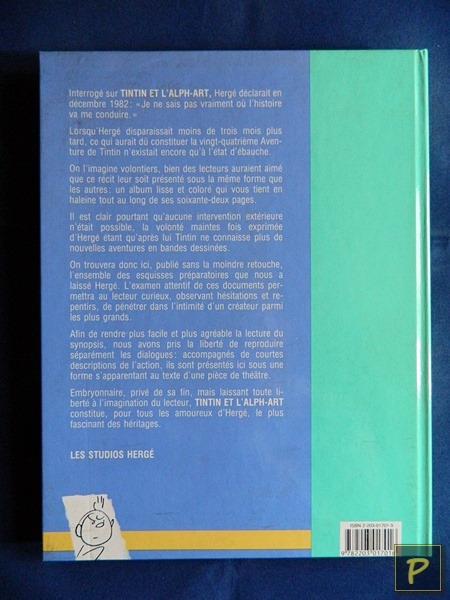 Interrogé sur TINTIN ET L'ALPH-ART, Hergé déclarait en
décembre 1982: «Je ne sais pas vraiment où l'histoire
va me conduire.»
Lorsqu'Hergé disparaissait moins de trois mois plus
tard, ce qui aurait dû constituer la vingt-quatrième Aven-
ture de Tintin n'existait encore qu'à l'état d'ébauche.
On l'imagine volontiers, bien des lecteurs auraient aimé
que ce récit leur soit présenté sous la même forme que
les autres: un album lisse et coloré qui vous tient en
haleine tout au long de ses soixante-deux pages.
Il est clair pourtant qu'aucune intervention extérieure
n'était possible, la volonté maintes fois exprimée
d'Hergé étant qu'après lui Tintin ne connaisse plus de
nouvelles aventures en bandes dessinées.
On trouvera donc ici, publié sans la moindre retouche,
l'ensemble des esquisses préparatoires que nous a
laissé Hergé. L'examen attentif de ces documents per-
mettra au lecteur curieux, observant hésitations et re-
pentirs, de pénétrer dans l'intimité d'un créateur parmi
les plus grands.
Afin de rendre plus facile et plus agréable la lecture du
synopsis, nous avons pris la liberté de reproduire
séparément les dialogues: accompagnés de courtes
descriptions de l'action, ils sont présentés ici sous une
forme s'apparentant au texte d'une pièce de théâtre.
Embryonnaire, privé de sa fin, mais laissant toute li-
berté à l'imagination du lecteur, TINTIN ET L'ALPH-ART
constitue, pour tous les amoureux d'Hergé, le plus
fascinant des héritages.
LES STUDIOS HERGÉ
ISBN 2-203-01701-3
9 782203 01701
P